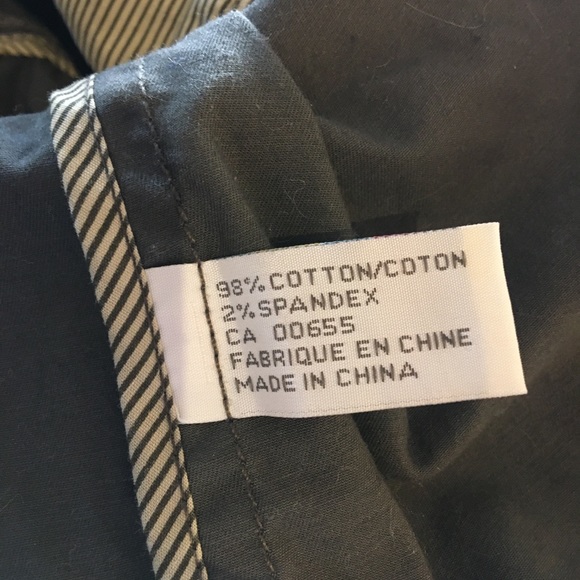 98% COTTON/COTON
2% SPANDEX
CA 00655
FABRIQUE EN CHINE
MADE IN CHINA